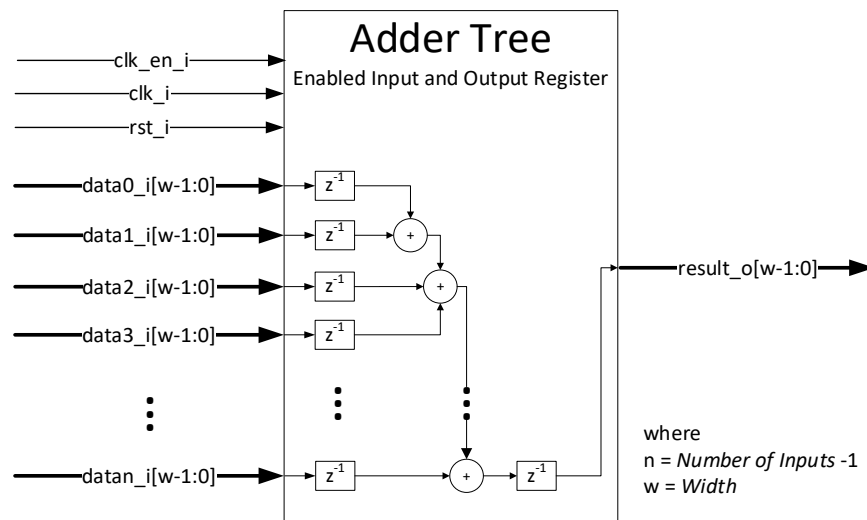 Adder Tree
Enabled Input and Output Register
clk_en_i
clk_i
rst_i
data0_i[w-1:0]
z-1
data1_i[w-1:0]
z-1
+
data2_i[w-1:0]
z-1
+
result_o[w-1:0]
data3_i[w-1:0]
z-1
where
n = Number of Inputs -1
w = Width
datan_i[w-1:0]
z-1
+
z-1